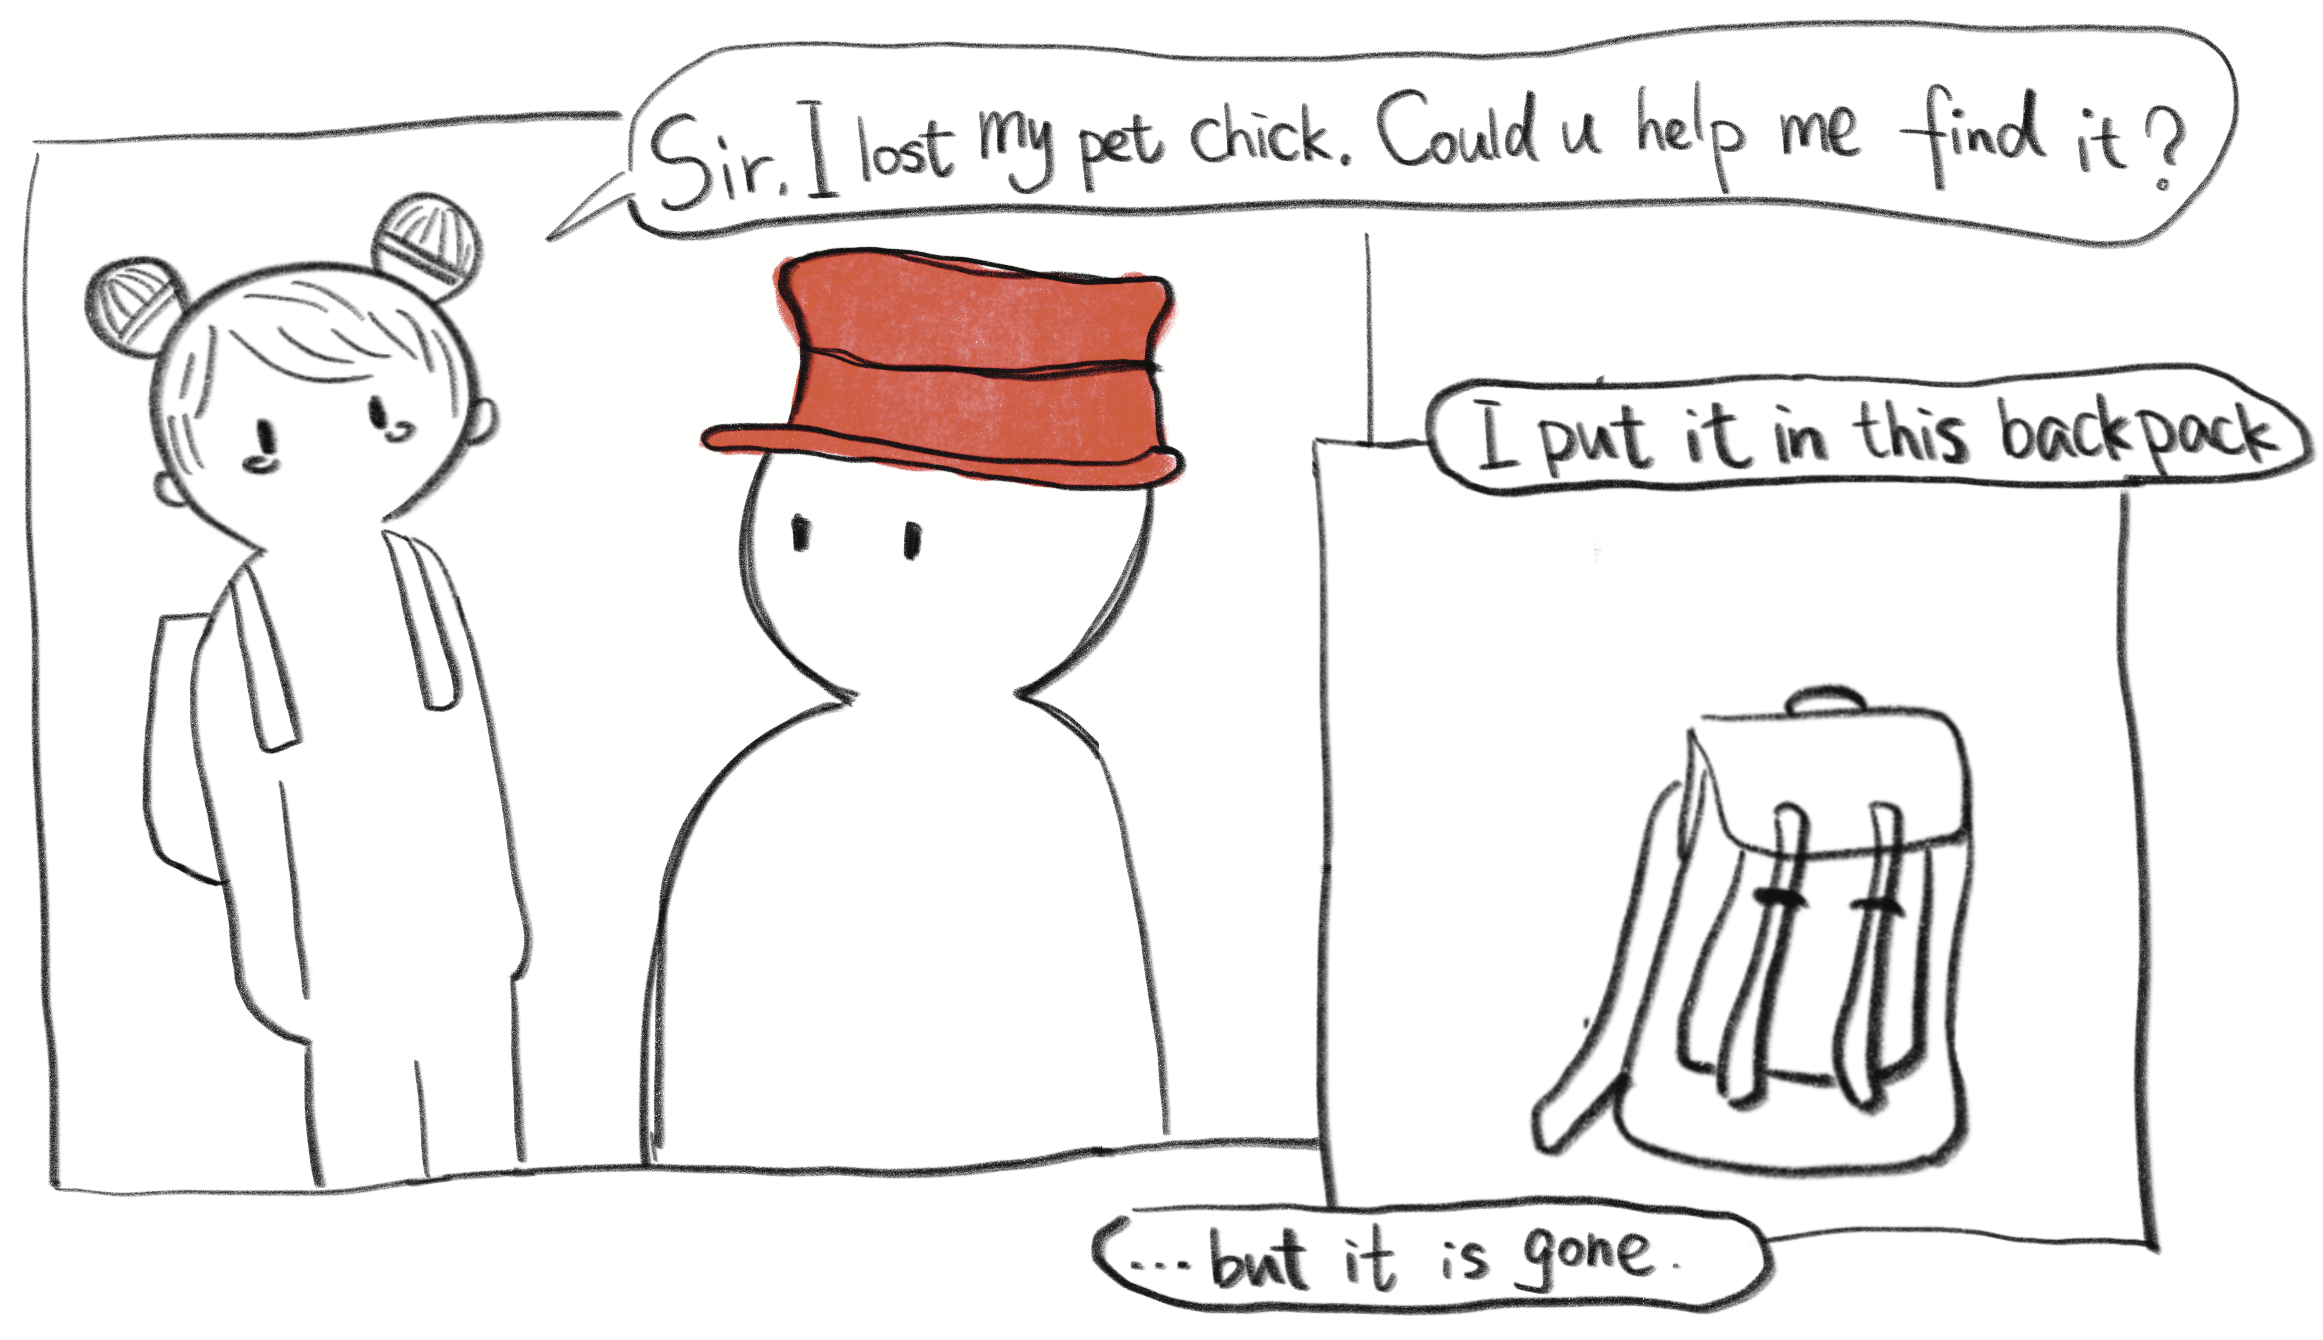 Sir. I lost my pet chick. Could u help me find it?
I put it in this backpack
...but it is gone.